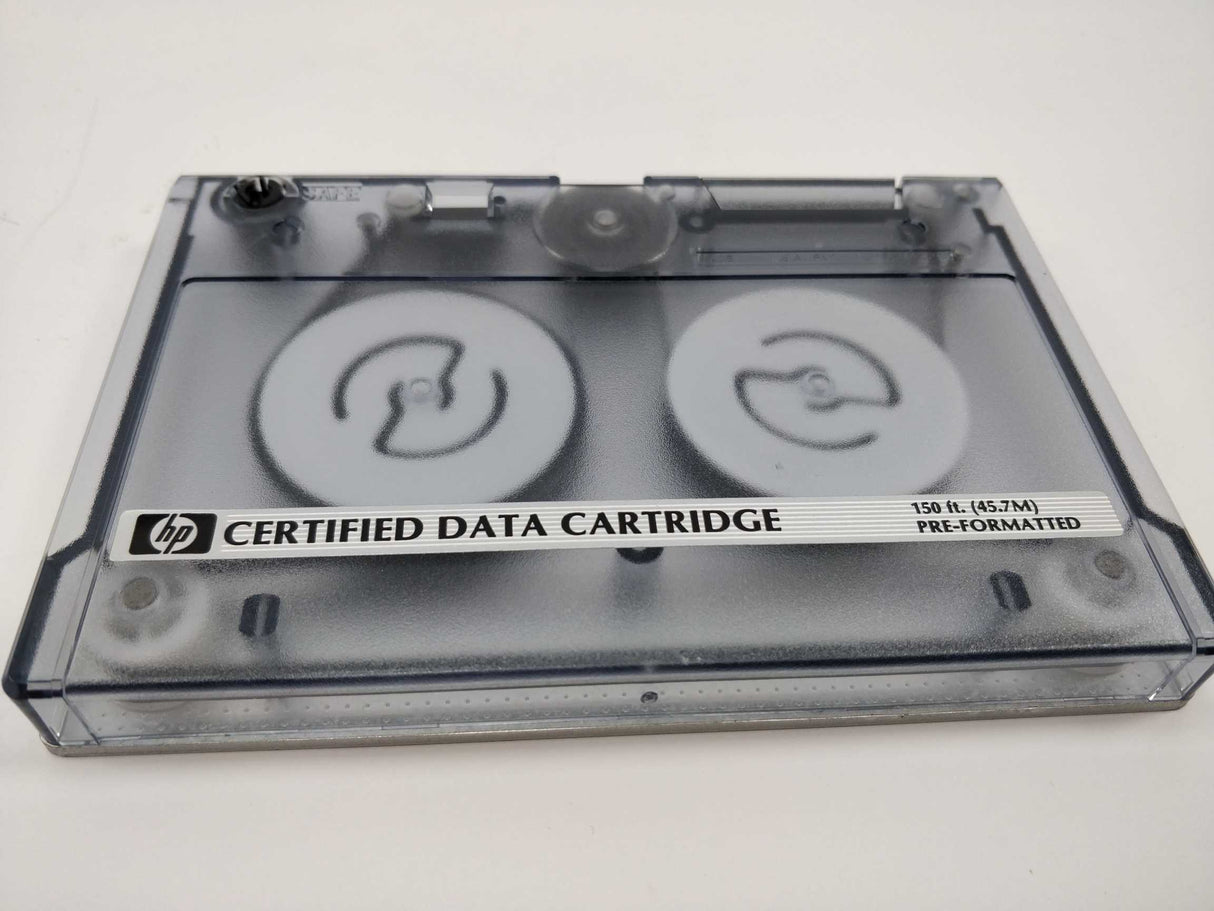 hp CERTIFIED DATA CARTRIDGE
150 ft. (45.7M)
PRE-FORMATTED